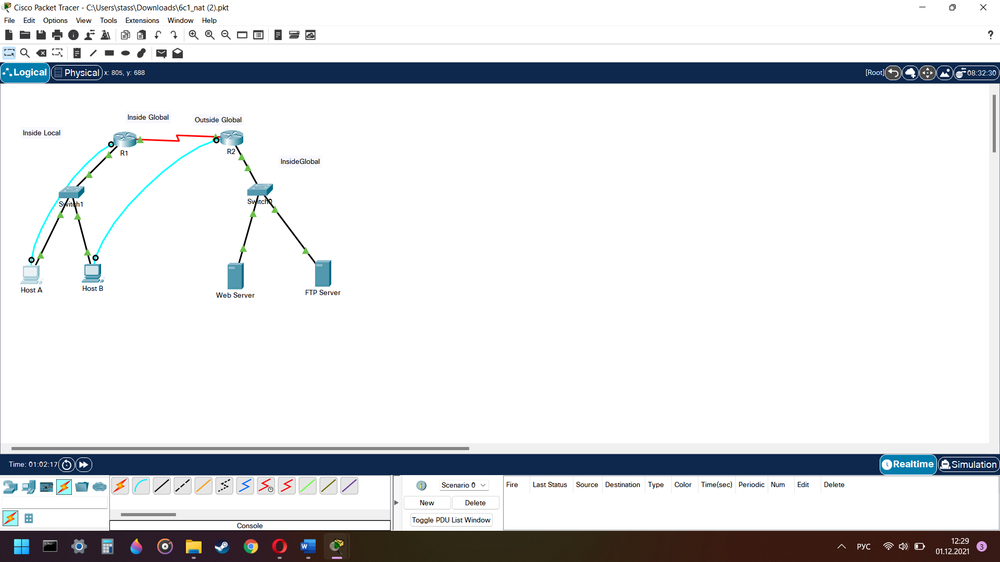 Cisco Packet Tracer - C:\Users\stass\Downloads\6c1_nat (2).pkt
File Edit Options View Tools Extensions Window Help
?
Logical Physical x: 805, y: 688 [Root] 08:32:30
Inside Global
Outside Global
Inside Local
R1
R2
InsideGlobal
Switch1
Switch0
Host A
Host B
Web Server
FTP Server
Time: 01:02:17 Realtime Simulation
Scenario 0
Fire Last Status Source Destination Type Color Time(sec) Periodic Num Edit Delete
New Delete
Toggle PDU List Window
Console
РУС
12:29
01.12.2021
3